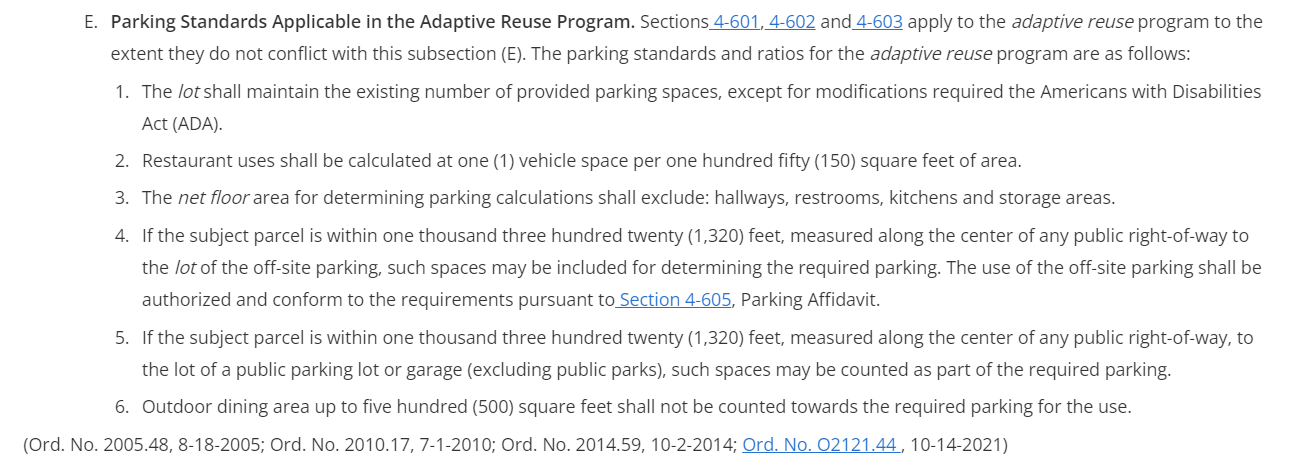 E. Parking Standards Applicable in the Adaptive Reuse Program. Sections 4-601, 4-602 and 4-603 apply to the adaptive reuse program to the
extent they do not conflict with this subsection (E). The parking standards and ratios for the adaptive reuse program are as follows:
1. The lot shall maintain the existing number of provided parking spaces, except for modifications required the Americans with Disabilities
Act (ADA).
2. Restaurant uses shall be calculated at one (1) vehicle space per one hundred fifty (150) square feet of area.
3. The net floor area for determining parking calculations shall exclude: hallways, restrooms, kitchens and storage areas.
4. If the subject parcel is within one thousand three hundred twenty (1,320) feet, measured along the center of any public right-of-way to
the lot of the off-site parking, such spaces may be included for determining the required parking. The use of the off-site parking shall be
authorized and conform to the requirements pursuant to Section 4-605, Parking Affidavit.
5. If the subject parcel is within one thousand three hundred twenty (1,320) feet, measured along the center of any public right-of-way, to
the lot of a public parking lot or garage (excluding public parks), such spaces may be counted as part of the required parking.
6. Outdoor dining area up to five hundred (500) square feet shall not be counted towards the required parking for the use.
(Ord. No. 2005.48, 8-18-2005; Ord. No. 2010.17, 7-1-2010; Ord. No. 2014.59, 10-2-2014; Ord. No. O2121.44 , 10-14-2021)